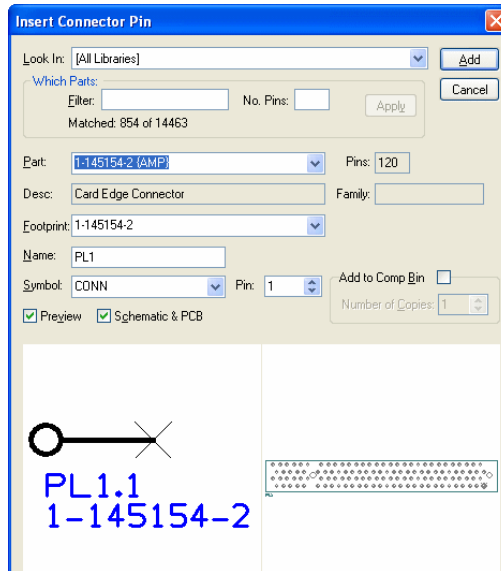 Insert Connector Pin
Look In: [All Libraries] Add
Which Parts: Cancel
Filter: No. Pins: Apply
Matched: 854 of 14463
Part: 1-145154-2 {AMP} Pins: 120
Desc: Card Edge Connector Family:
Footprint: 1-145154-2
Name: PL1
Symbol: CONN Pin: 1 Add to Comp Bin
Number of Copies: 1
Preview Schematic & PCB
PL1.1
1-145154-2